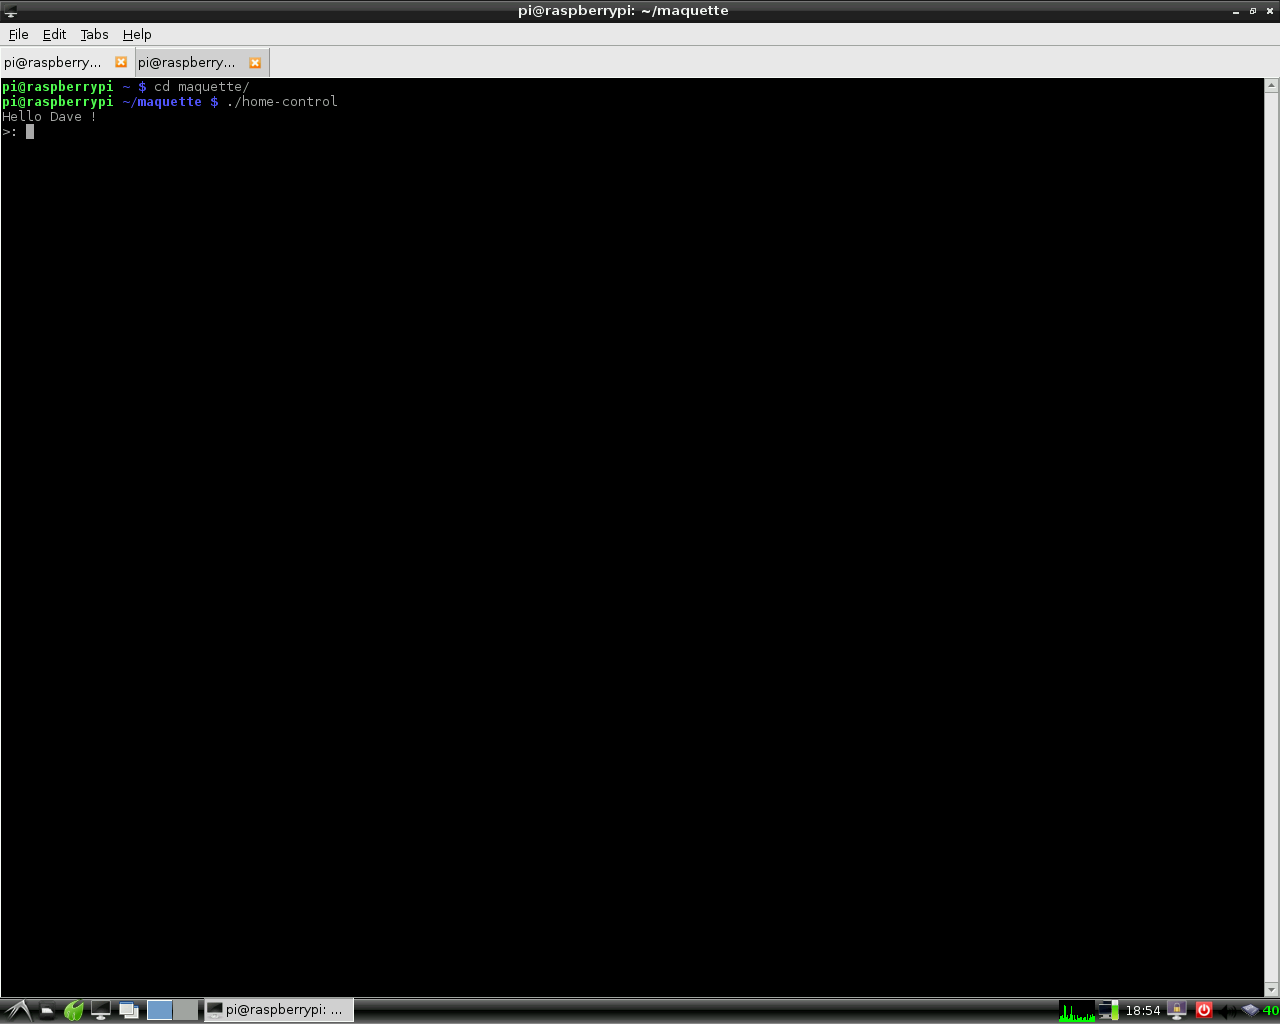 pi@raspberrypi: ~/maquette
File Edit Tabs Help
pi@raspberry... pi@raspberry...
pi@raspberrypi ~ $ cd maquette/
pi@raspberrypi ~/maquette $ ./home-control
Hello Dave !
>:
pi@raspberrypi: ... 18:54 40